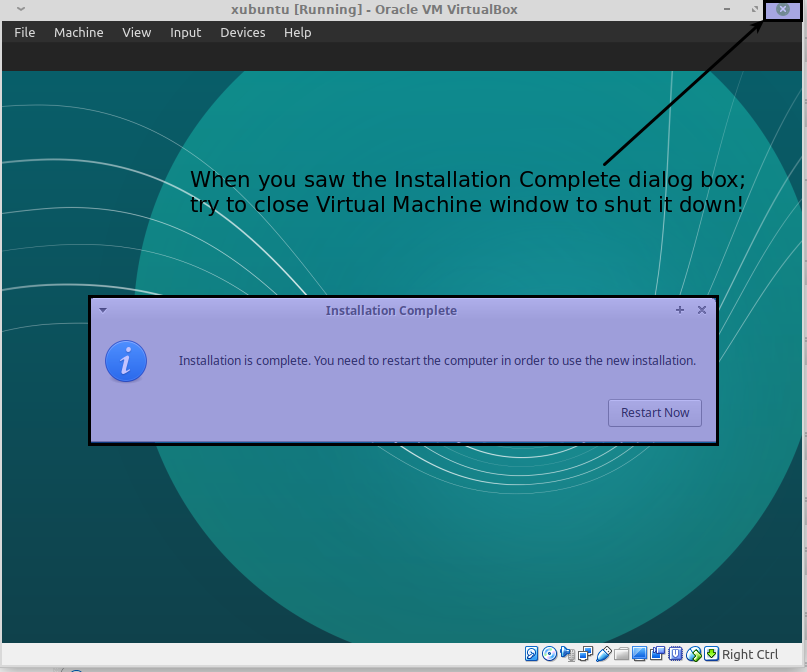 xubuntu [Running] - Oracle VM VirtualBox
File Machine View Input Devices Help
When you saw the Installation Complete dialog box;
try to close Virtual Machine window to shut it down!
Installation Complete
Installation is complete. You need to restart the computer in order to use the new installation.
Restart Now
Right Ctrl